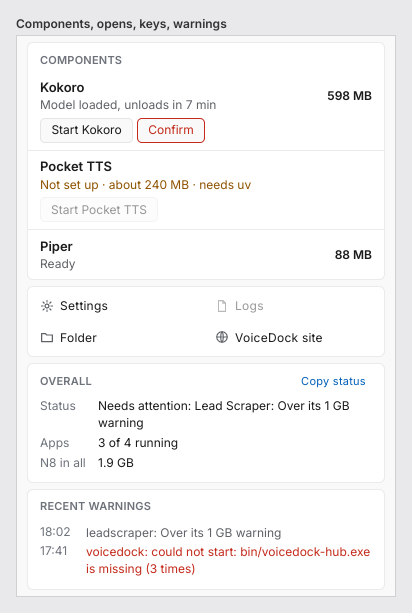 Components, opens, keys, warnings
COMPONENTS
Kokoro
Model loaded, unloads in 7 min
598 MB
Start Kokoro
Confirm
Pocket TTS
Not set up · about 240 MB · needs uv
Start Pocket TTS
Piper
Ready
88 MB
Settings
Logs
Folder
VoiceDock site
OVERALL
Copy status
Status
Needs attention: Lead Scraper: Over its 1 GB
warning
Apps
3 of 4 running
N8 in all
1.9 GB
RECENT WARNINGS
18:02
leadscraper: Over its 1 GB warning
17:41
voicedock: could not start: bin/voicedock-hub.exe
is missing (3 times)